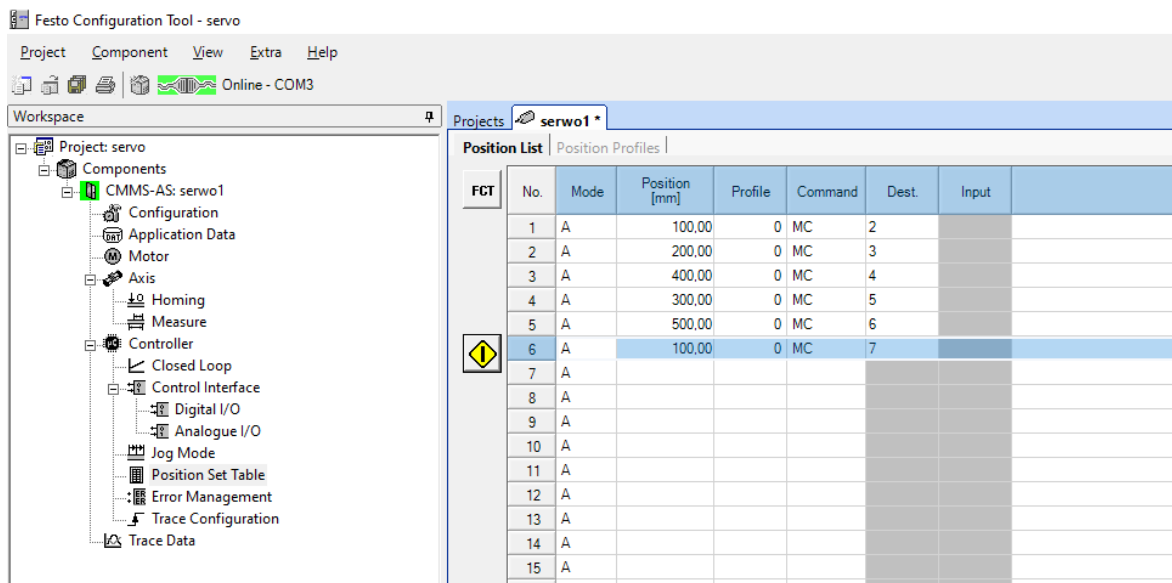 Festo Configuration Tool - servo
Project Component View Extra Help
Online - COM3
Workspace
Project: servo
Components
CMMS-AS: serwo1
Configuration
Application Data
Motor
Axis
Homing
Measure
Controller
Closed Loop
Control Interface
Digital I/O
Analogue I/O
Jog Mode
Position Set Table
Error Management
Trace Configuration
Trace Data
Projects serwo1 *
Position List Position Profiles
FCT No. Mode Position [mm] Profile Command Dest. Input
1 A 100,00 0 MC 2
2 A 200,00 0 MC 3
3 A 400,00 0 MC 4
4 A 300,00 0 MC 5
5 A 500,00 0 MC 6
6 A 100,00 0 MC 7
7 A
8 A
9 A
10 A
11 A
12 A
13 A
14 A
15 A